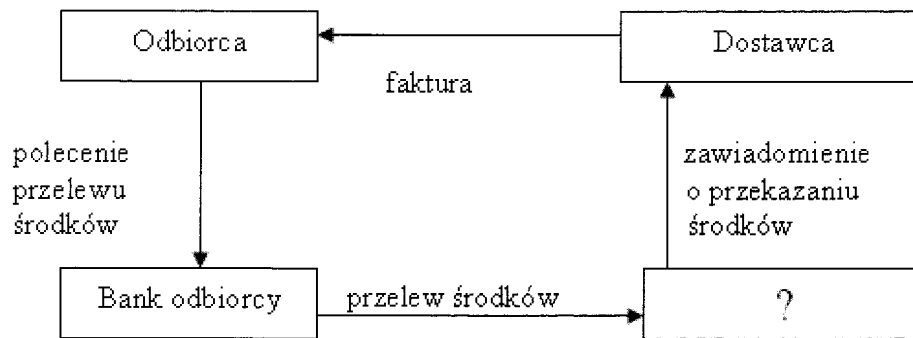 Odbiorca
Dostawca
faktura
polecenie
przelewu
środków
zawiadomienie
o przekazaniu
środków
Bank odbiorcy
przelew środków
?